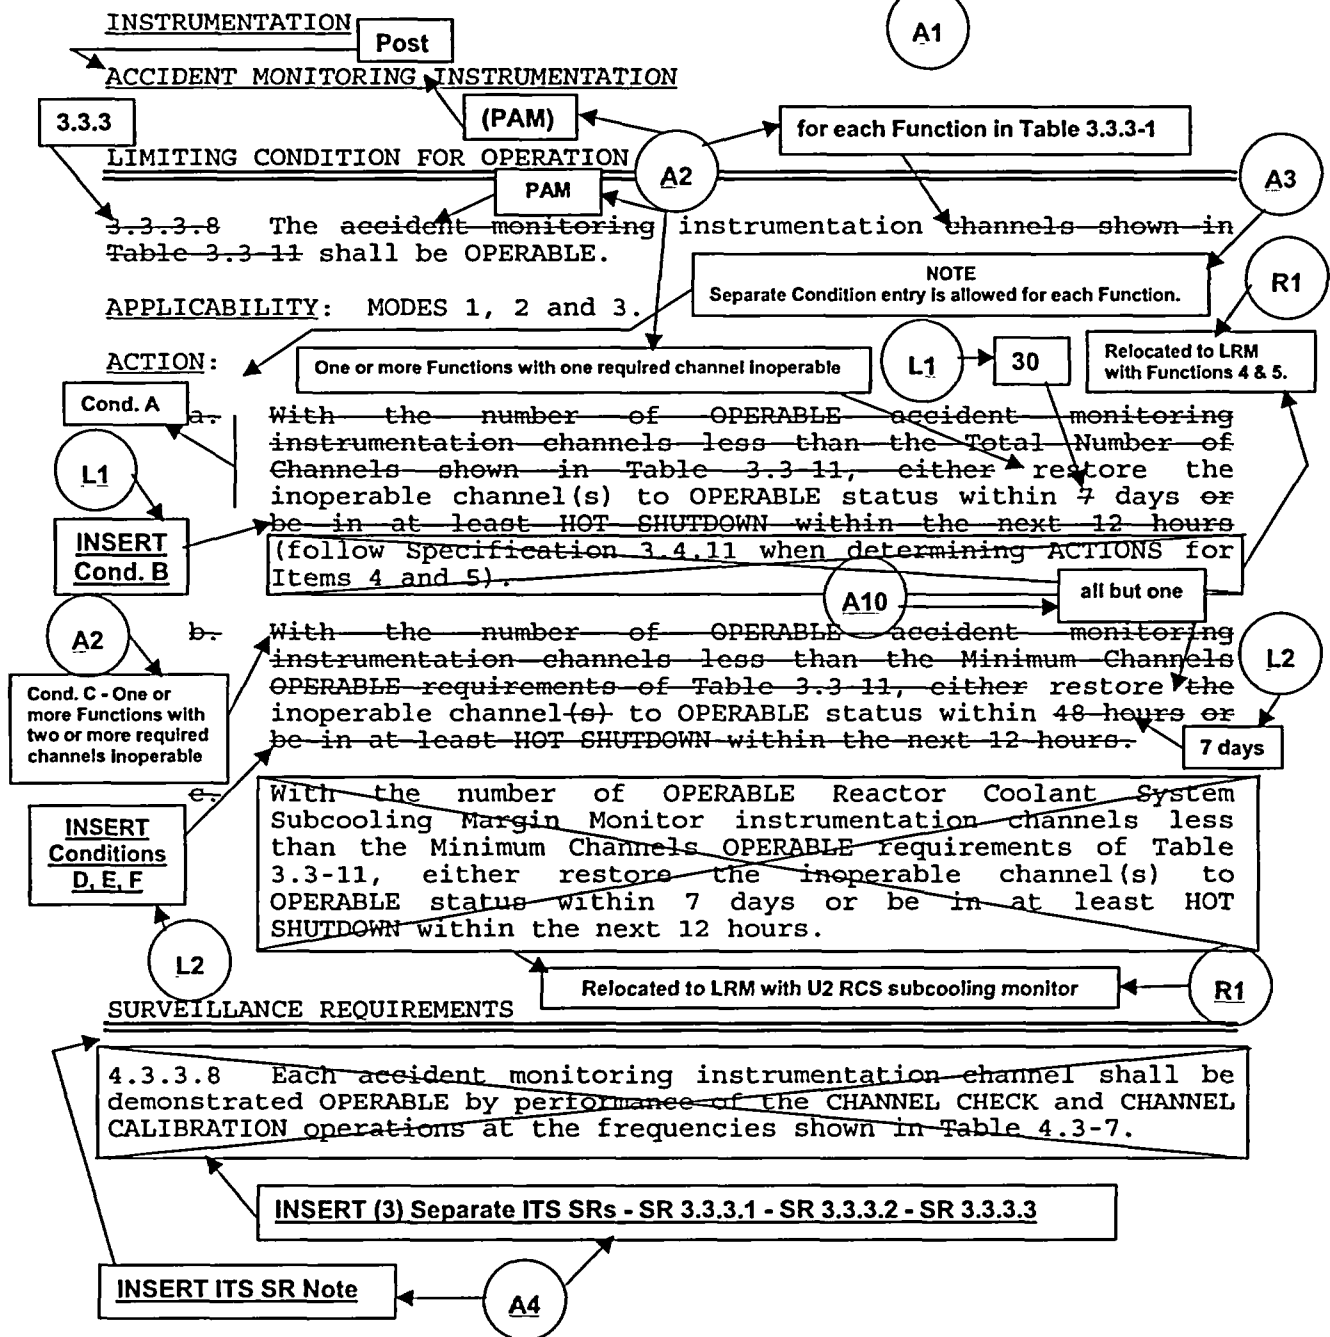 INSTRUMENTATION
Post
A1
ACCIDENT MONITORING INSTRUMENTATION
3.3.3
(PAM)
for each Function in Table 3.3.3-1
LIMITING CONDITION FOR OPERATION
A2
PAM
A3
3.3.3.8 The accident monitoring instrumentation channels shown in
Table 3.3-11 shall be OPERABLE.
NOTE
Separate Condition entry is allowed for each Function.
R1
APPLICABILITY: MODES 1, 2 and 3.
ACTION:
One or more Functions with one required channel inoperable
L1
30
Relocated to LRM
with Functions 4 & 5.
Cond. A
a. With the number of OPERABLE accident monitoring
instrumentation channels less than the Total Number of
Channels shown in Table 3.3-11, either restore the
inoperable channel(s) to OPERABLE status within 7 days or
be in at least HOT SHUTDOWN within the next 12 hours
(follow Specification 3.4.11 when determining ACTIONS for
Items 4 and 5).
L1
INSERT
Cond. B
A10
all but one
A2
b. With the number of OPERABLE accident monitoring
instrumentation channels less than the Minimum Channels
OPERABLE requirements of Table 3.3-11, either restore the
inoperable channel(s) to OPERABLE status within 48 hours or
be in at least HOT SHUTDOWN within the next 12 hours.
L2
7 days
Cond. C - One or
more Functions with
two or more required
channels inoperable
c. With the number of OPERABLE Reactor Coolant System
Subcooling Margin Monitor instrumentation channels less
than the Minimum Channels OPERABLE requirements of Table
3.3-11, either restore the inoperable channel(s) to
OPERABLE status within 7 days or be in at least HOT
SHUTDOWN within the next 12 hours.
INSERT
Conditions
D, E, F
L2
Relocated to LRM with U2 RCS subcooling monitor
R1
SURVEILLANCE REQUIREMENTS
4.3.3.8 Each accident monitoring instrumentation channel shall be
demonstrated OPERABLE by performance of the CHANNEL CHECK and CHANNEL
CALIBRATION operations at the frequencies shown in Table 4.3-7.
INSERT (3) Separate ITS SRs - SR 3.3.3.1 - SR 3.3.3.2 - SR 3.3.3.3
INSERT ITS SR Note
A4